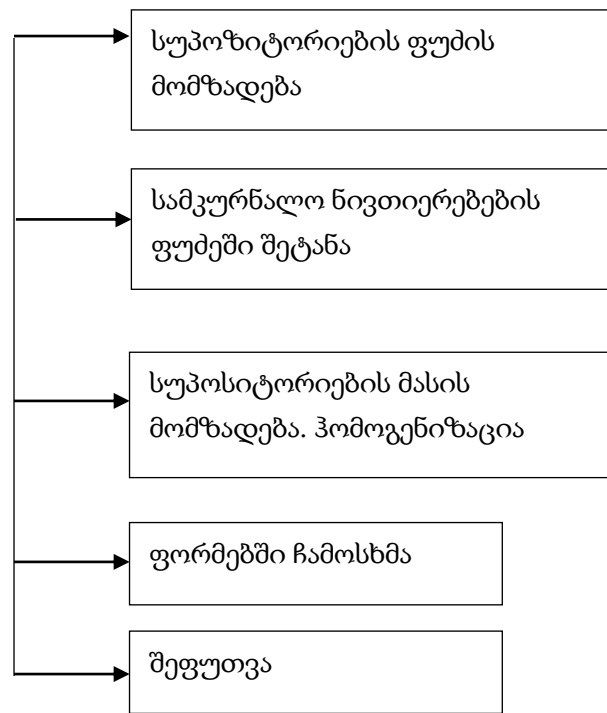 სუპოზიტორიების ფუძის
მომზადება
სამკურნალო ნივთიერებების
ფუძეში შეტანა
სუპოსიტორიების მასის
მომზადება. ჰომოგენიზაცია
ფორმებში ჩამოსხმა
შეფუთვა